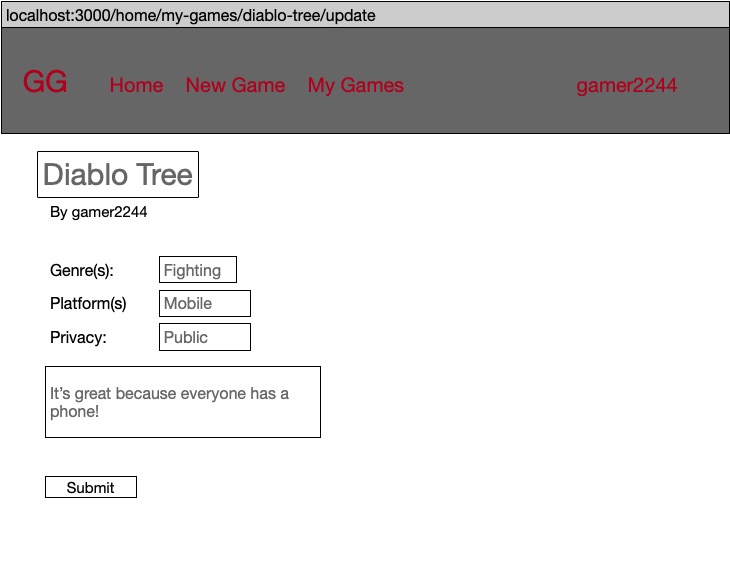 localhost:3000/home/my-games/diablo-tree/update
GG Home New Game My Games gamer2244
Diablo Tree
By gamer2244
Genre(s): Fighting
Platform(s) Mobile
Privacy: Public
It’s great because everyone has a
phone!
Submit